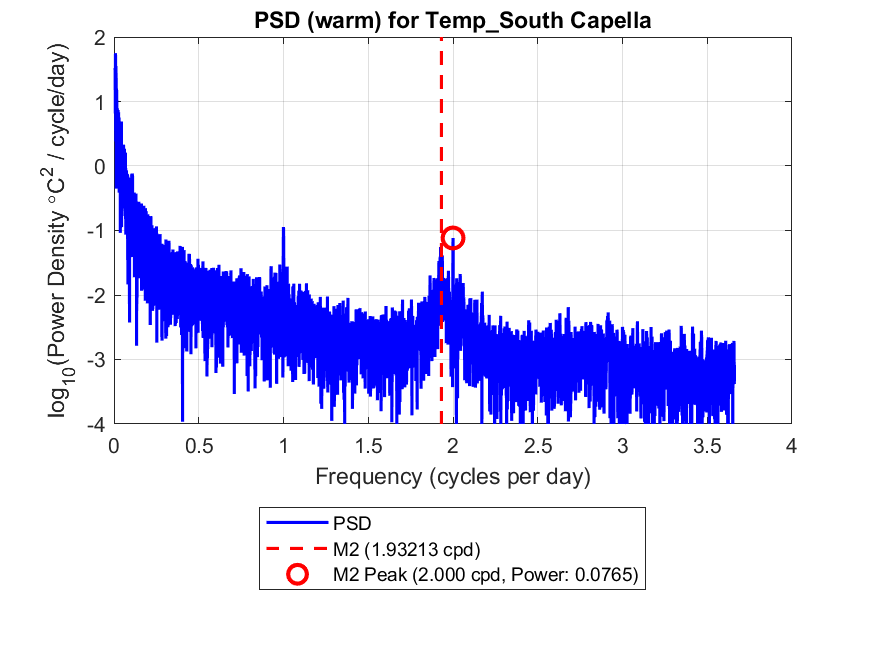 PSD (warm) for Temp_South Capella
log10(Power Density °C2 / cycle/day)
2
1
0
-1
-2
-3
-4
0
0.5
1
1.5
2
2.5
3
3.5
4
Frequency (cycles per day)
PSD
M2 (1.93213 cpd)
M2 Peak (2.000 cpd, Power: 0.0765)